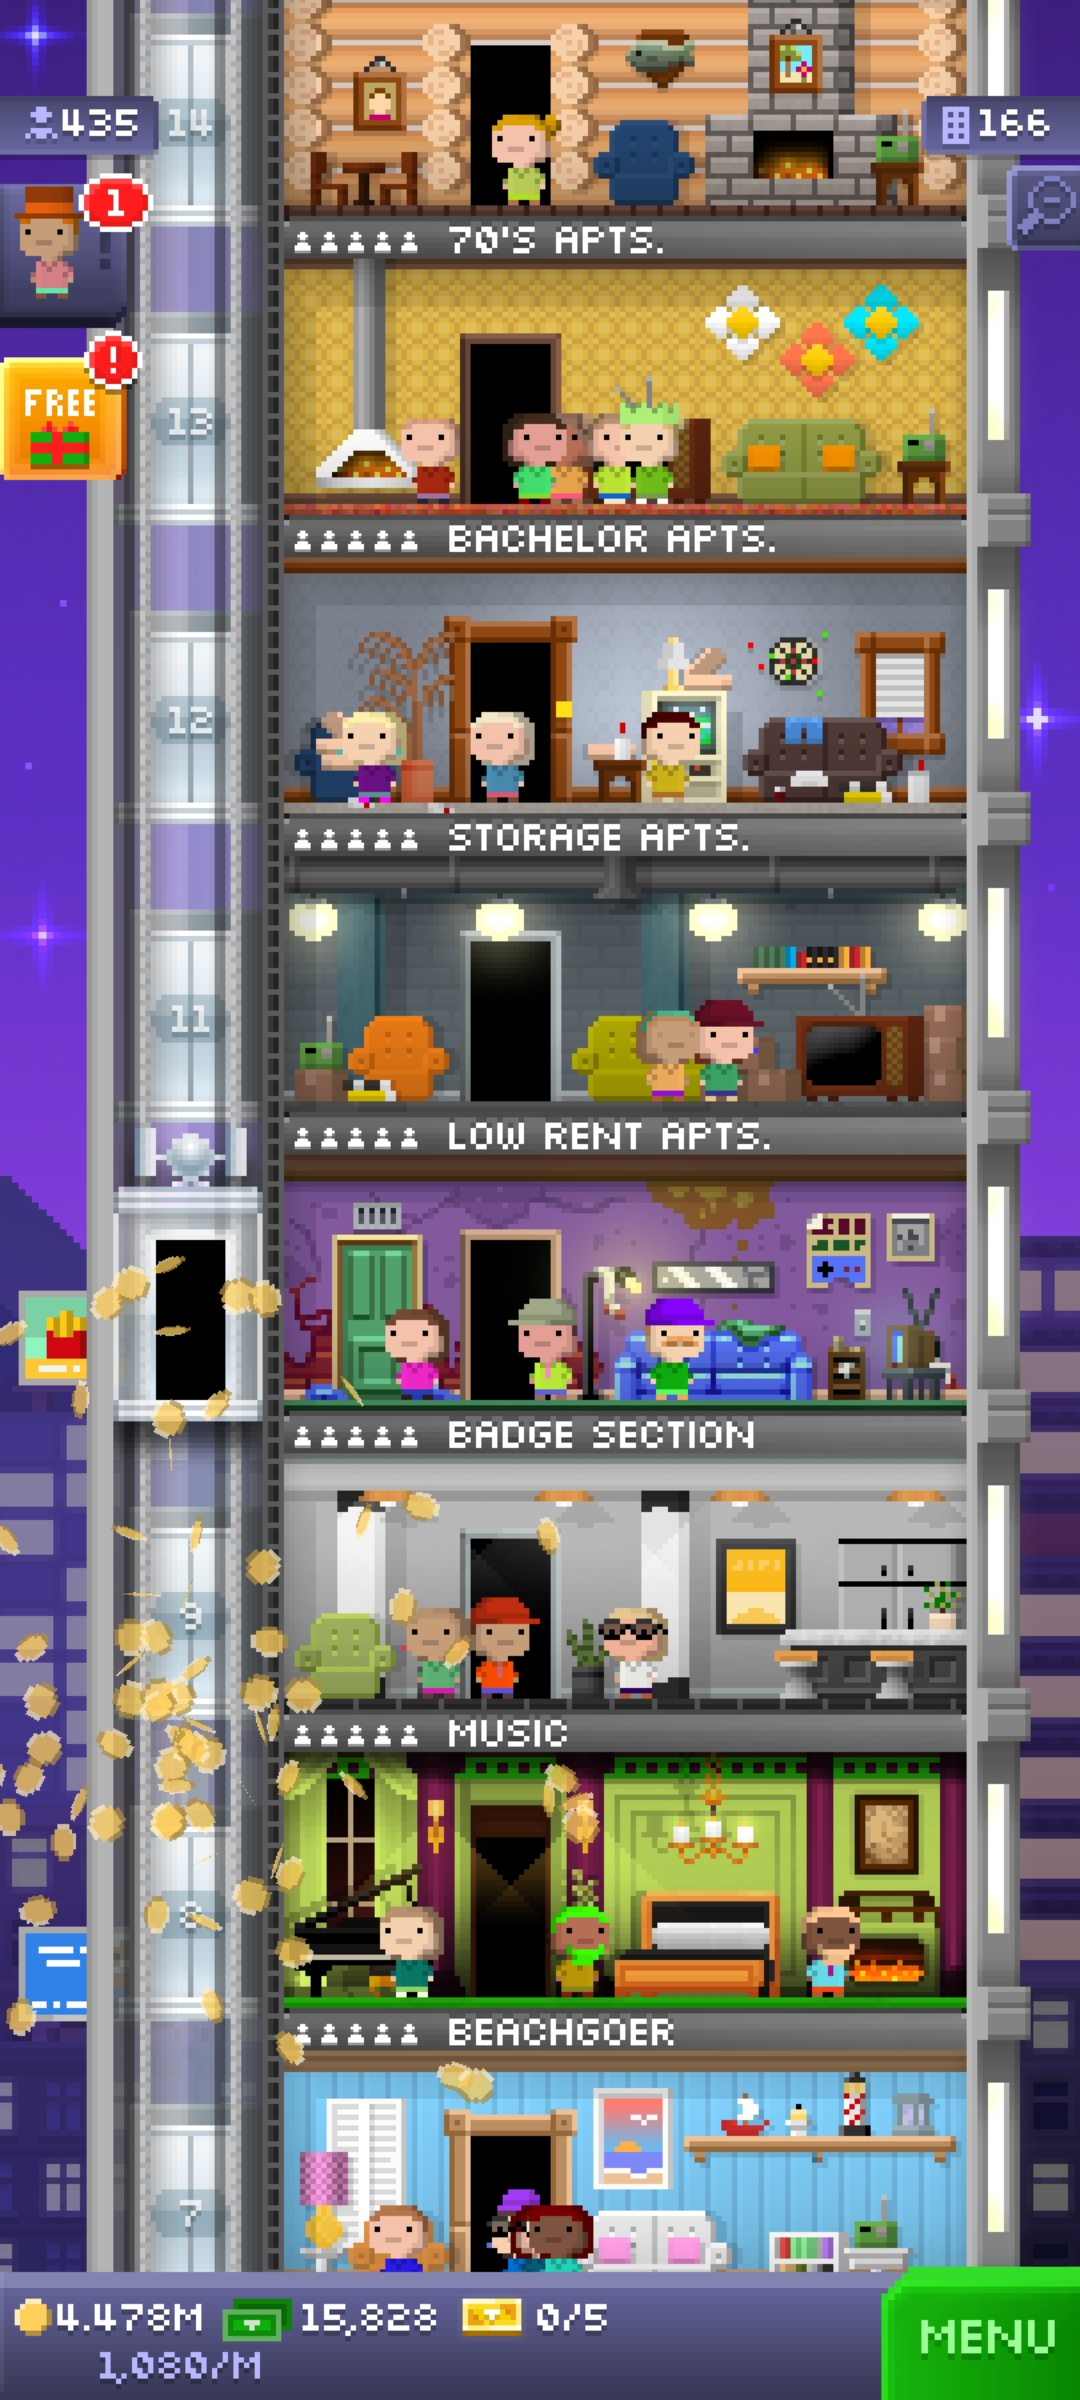 435
14
166
1
70'S APTS.
!
FREE
13
BACHELOR APTS.
12
STORAGE APTS.
11
LOW RENT APTS.
BADGE SECTION
9
MUSIC
8
BEACHGOER
7
4.478M 15,828 0/5
1,080/M
MENU